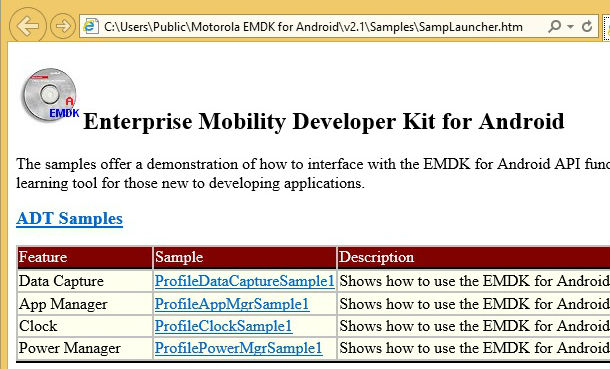 C:\Users\Public\Motorola EMDK for Android\v2.1\Samples\SampLauncher.htm
A
EMDK
Enterprise Mobility Developer Kit for Android
The samples offer a demonstration of how to interface with the EMDK for Android API func
learning tool for those new to developing applications.
ADT Samples
Feature Sample Description
Data Capture ProfileDataCaptureSample1 Shows how to use the EMDK for Android
App Manager ProfileAppMgrSample1 Shows how to use the EMDK for Android
Clock ProfileClockSample1 Shows how to use the EMDK for Android
Power Manager ProfilePowerMgrSample1 Shows how to use the EMDK for Android